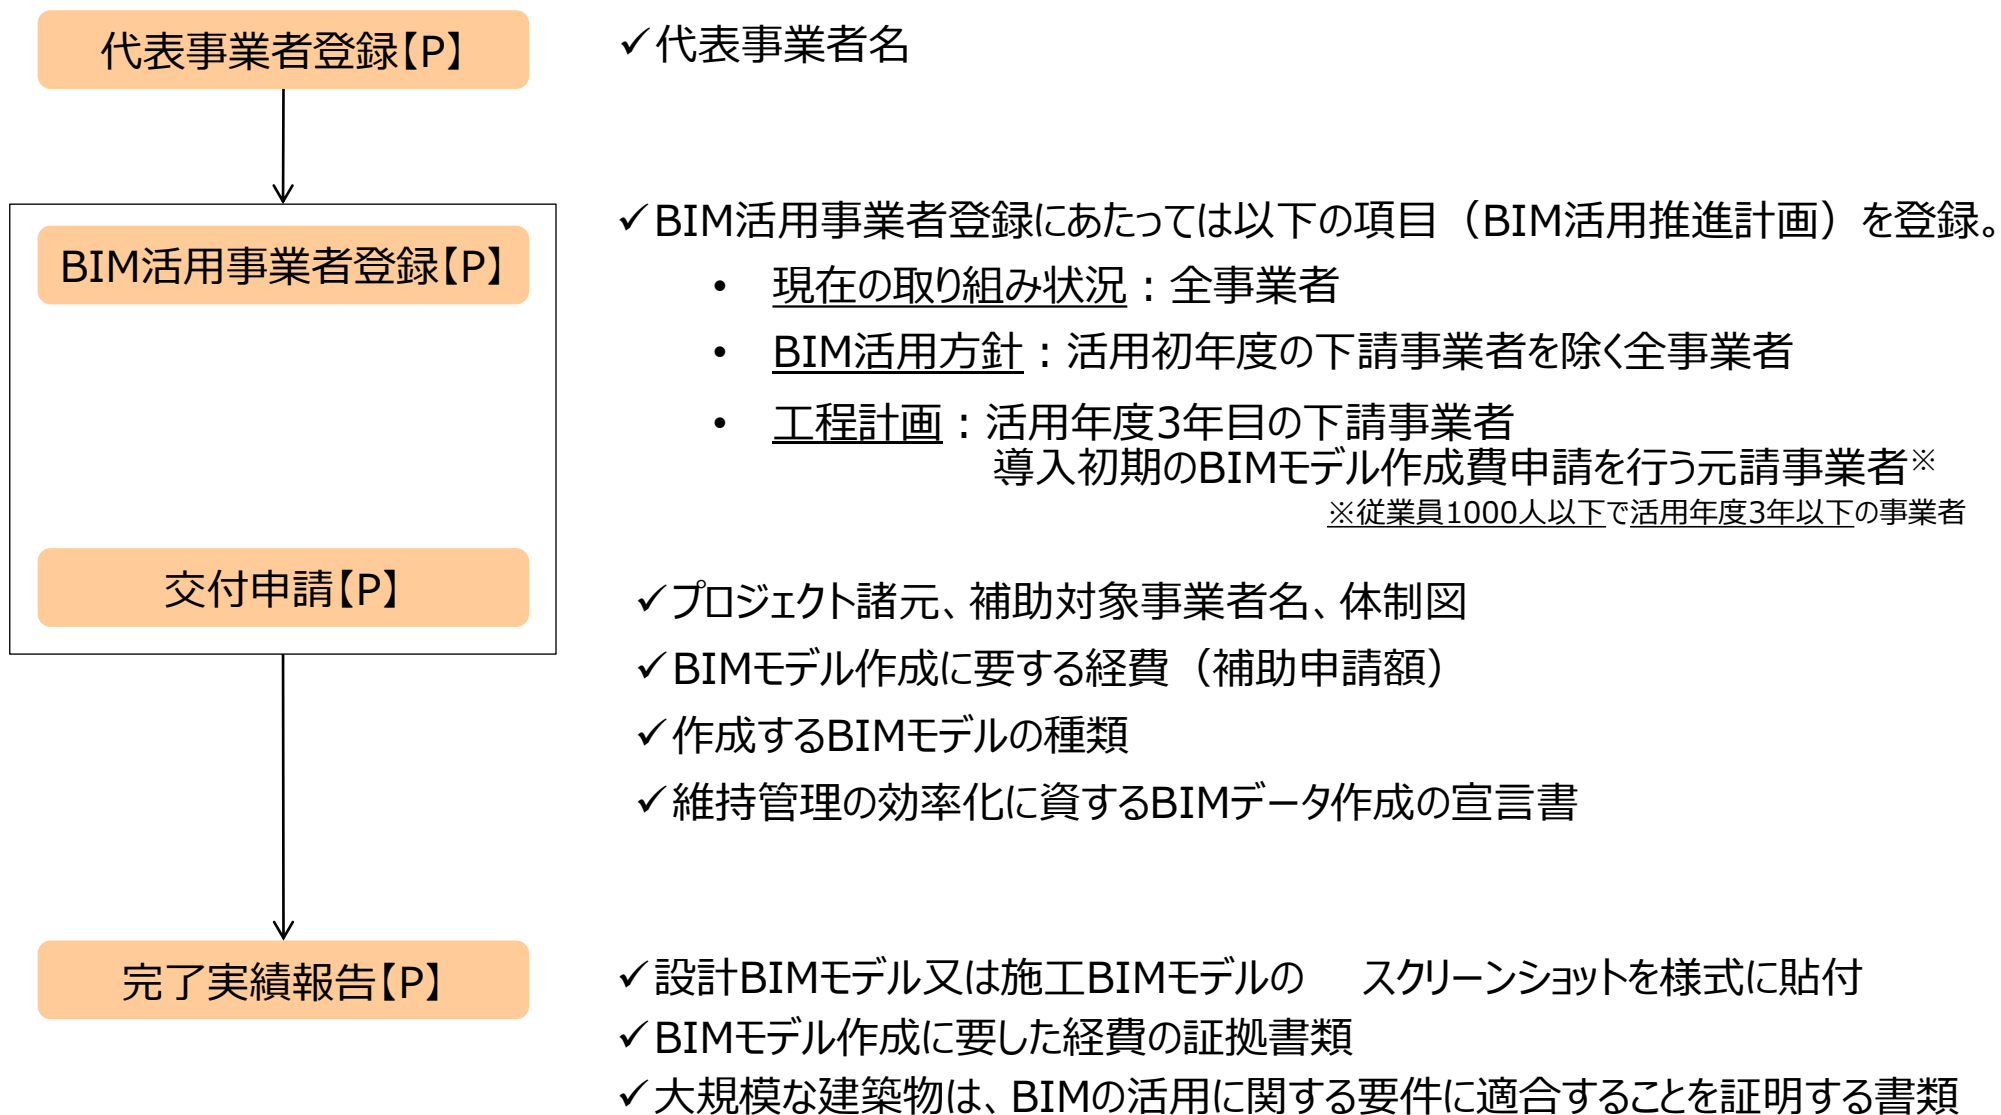 代表事業者登録【P】
✓代表事業者名
BIM活用事業者登録【P】
✓BIM活用事業者登録にあたっては以下の項目（BIM活用推進計画）を登録。
• 現在の取り組み状況：全事業者
• BIM活用方針：活用初年度の下請事業者を除く全事業者
• 工程計画：活用年度3年目の下請事業者
導入初期のBIMモデル作成費申請を行う元請事業者※
※従業員1000人以下で活用年度3年以下の事業者
交付申請【P】
✓プロジェクト諸元、補助対象事業者名、体制図
✓BIMモデル作成に要する経費（補助申請額）
✓作成するBIMモデルの種類
✓維持管理の効率化に資するBIMデータ作成の宣言書
完了実績報告【P】
✓設計BIMモデル又は施工BIMモデルの　スクリーンショットを様式に貼付
✓BIMモデル作成に要した経費の証拠書類
✓大規模な建築物は、BIMの活用に関する要件に適合することを証明する書類